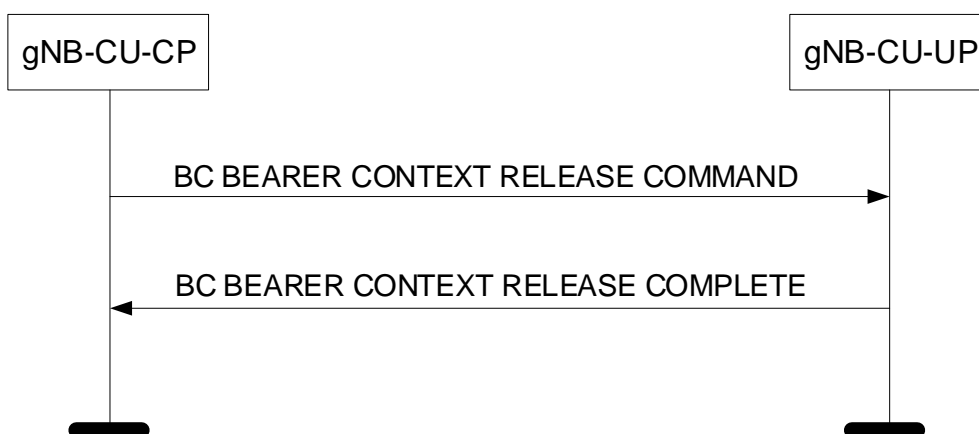 gNB-CU-CP
gNB-CU-UP
BC BEARER CONTEXT RELEASE COMMAND
BC BEARER CONTEXT RELEASE COMPLETE